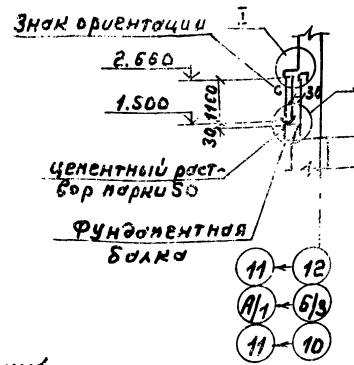 Знак ориентации
I
2.660
1160
с
30
1.500
30
цементный раст-
вор марки 50
Фундаментная
балка
11 12
А/1 Б/3
11 10